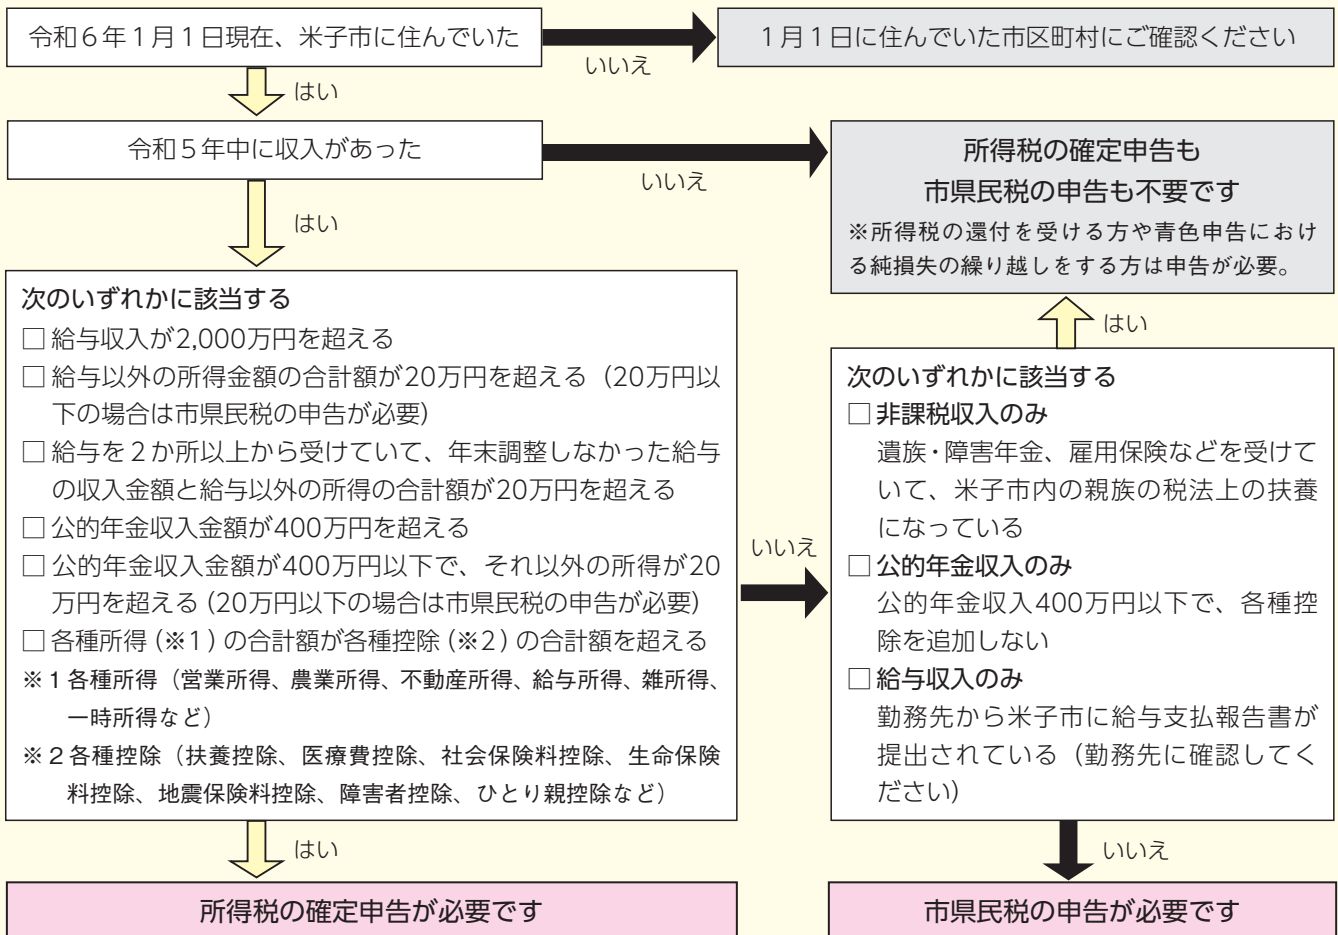 令和6年1月1日現在、米子市に住んでいた
いいえ
1月1日に住んでいた市区町村にご確認ください
はい
令和5年中に収入があった
いいえ
所得税の確定申告も
市県民税の申告も不要です
※所得税の還付を受ける方や青色申告におけ
る純損失の繰り越しをする方は申告が必要。
はい
次のいずれかに該当する
□給与収入が2,000万円を超える
□給与以外の所得金額の合計額が20万円を超える（20万円以
下の場合は市県民税の申告が必要）
□給与を2か所以上から受けていて、年末調整しなかった給与
の収入金額と給与以外の所得の合計額が20万円を超える
□公的年金収入金額が400万円を超える
□公的年金収入金額が400万円以下で、それ以外の所得が20
万円を超える（20万円以下の場合は市県民税の申告が必要）
□各種所得（※1）の合計額が各種控除（※2）の合計額を超える
※1各種所得（営業所得、農業所得、不動産所得、給与所得、雑所得、
一時所得など）
※2各種控除（扶養控除、医療費控除、社会保険料控除、生命保険
料控除、地震保険料控除、障害者控除、ひとり親控除など）
いいえ
はい
次のいずれかに該当する
□非課税収入のみ
遺族・障害年金、雇用保険などを受けて
いて、米子市内の親族の税法上の扶養
になっている
□公的年金収入のみ
公的年金収入400万円以下で、各種控
除を追加しない
□給与収入のみ
勤務先から米子市に給与支払報告書が
提出されている（勤務先に確認してく
ださい）
はい
いいえ
所得税の確定申告が必要です
市県民税の申告が必要です